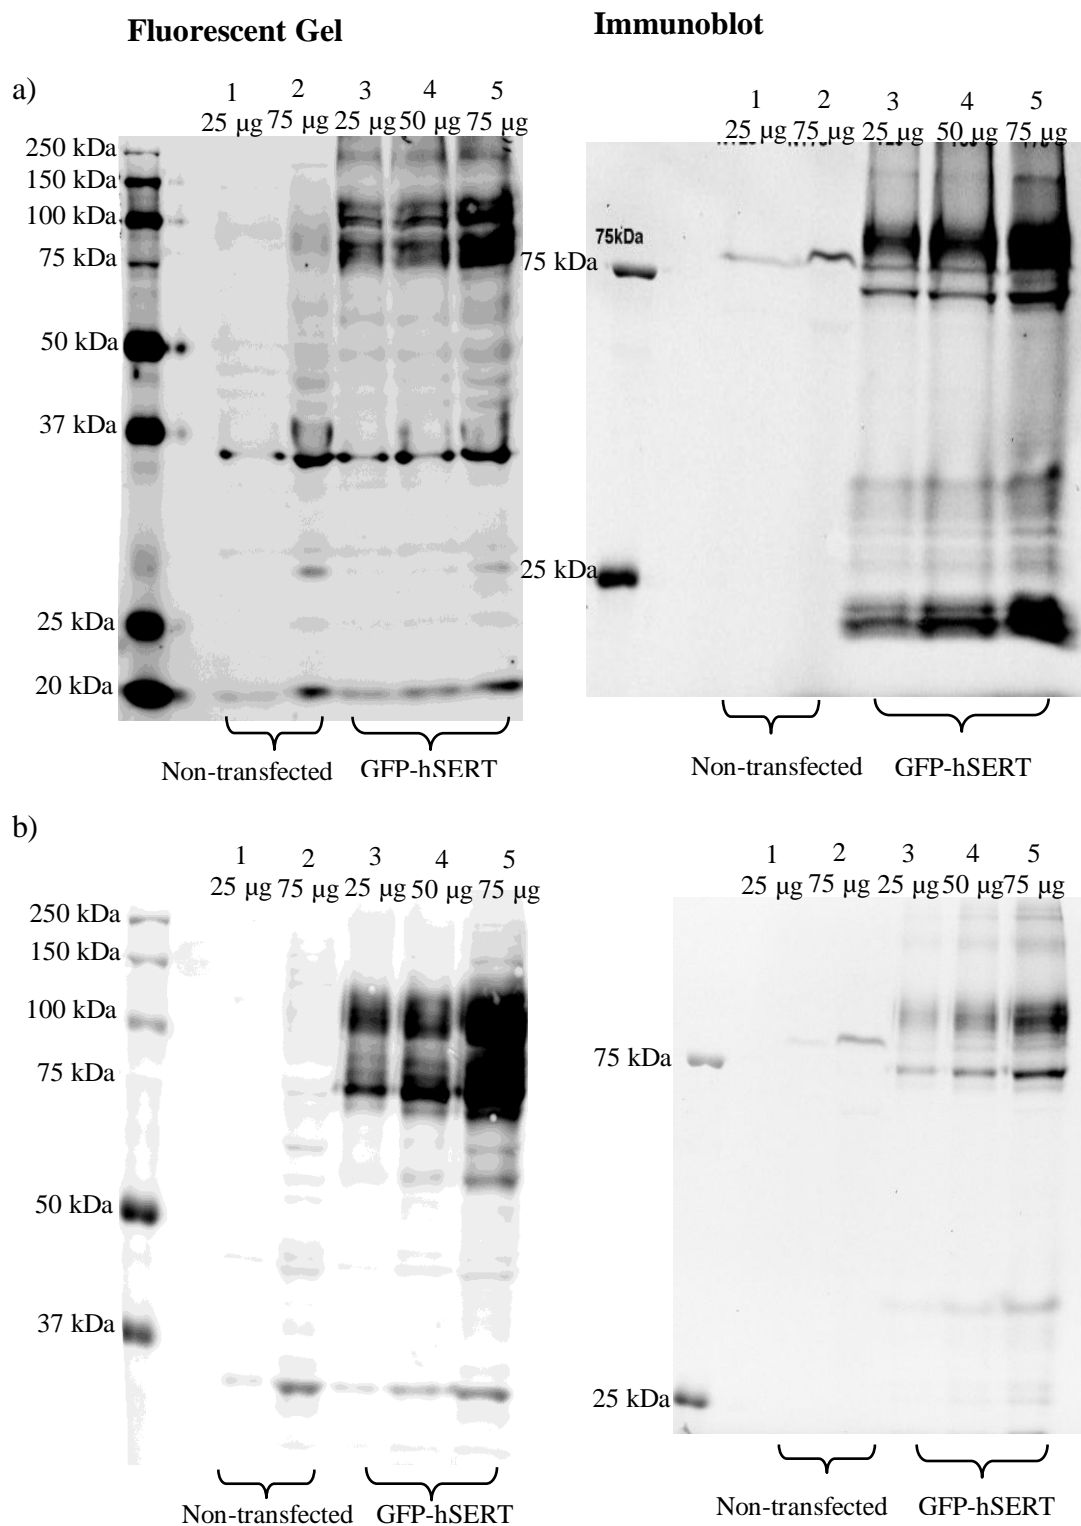 Fluorescent Gel
Immunoblot
a)
1 2 3 4 5
25 µg 75 µg 25 µg 50 µg 75 µg
250 kDa
150 kDa
100 kDa
75 kDa
50 kDa
37 kDa
25 kDa
20 kDa
Non-transfected GFP-hSERT
1 2 3 4 5
25 µg 75 µg 25 µg 50 µg 75 µg
75kDa
75 kDa
25 kDa
Non-transfected GFP-hSERT
b)
1 2 3 4 5
25 µg 75 µg 25 µg 50 µg 75 µg
250 kDa
150 kDa
100 kDa
75 kDa
50 kDa
37 kDa
Non-transfected GFP-hSERT
1 2 3 4 5
25 µg 75 µg 25 µg 50 µg 75 µg
75 kDa
25 kDa
Non-transfected GFP-hSERT